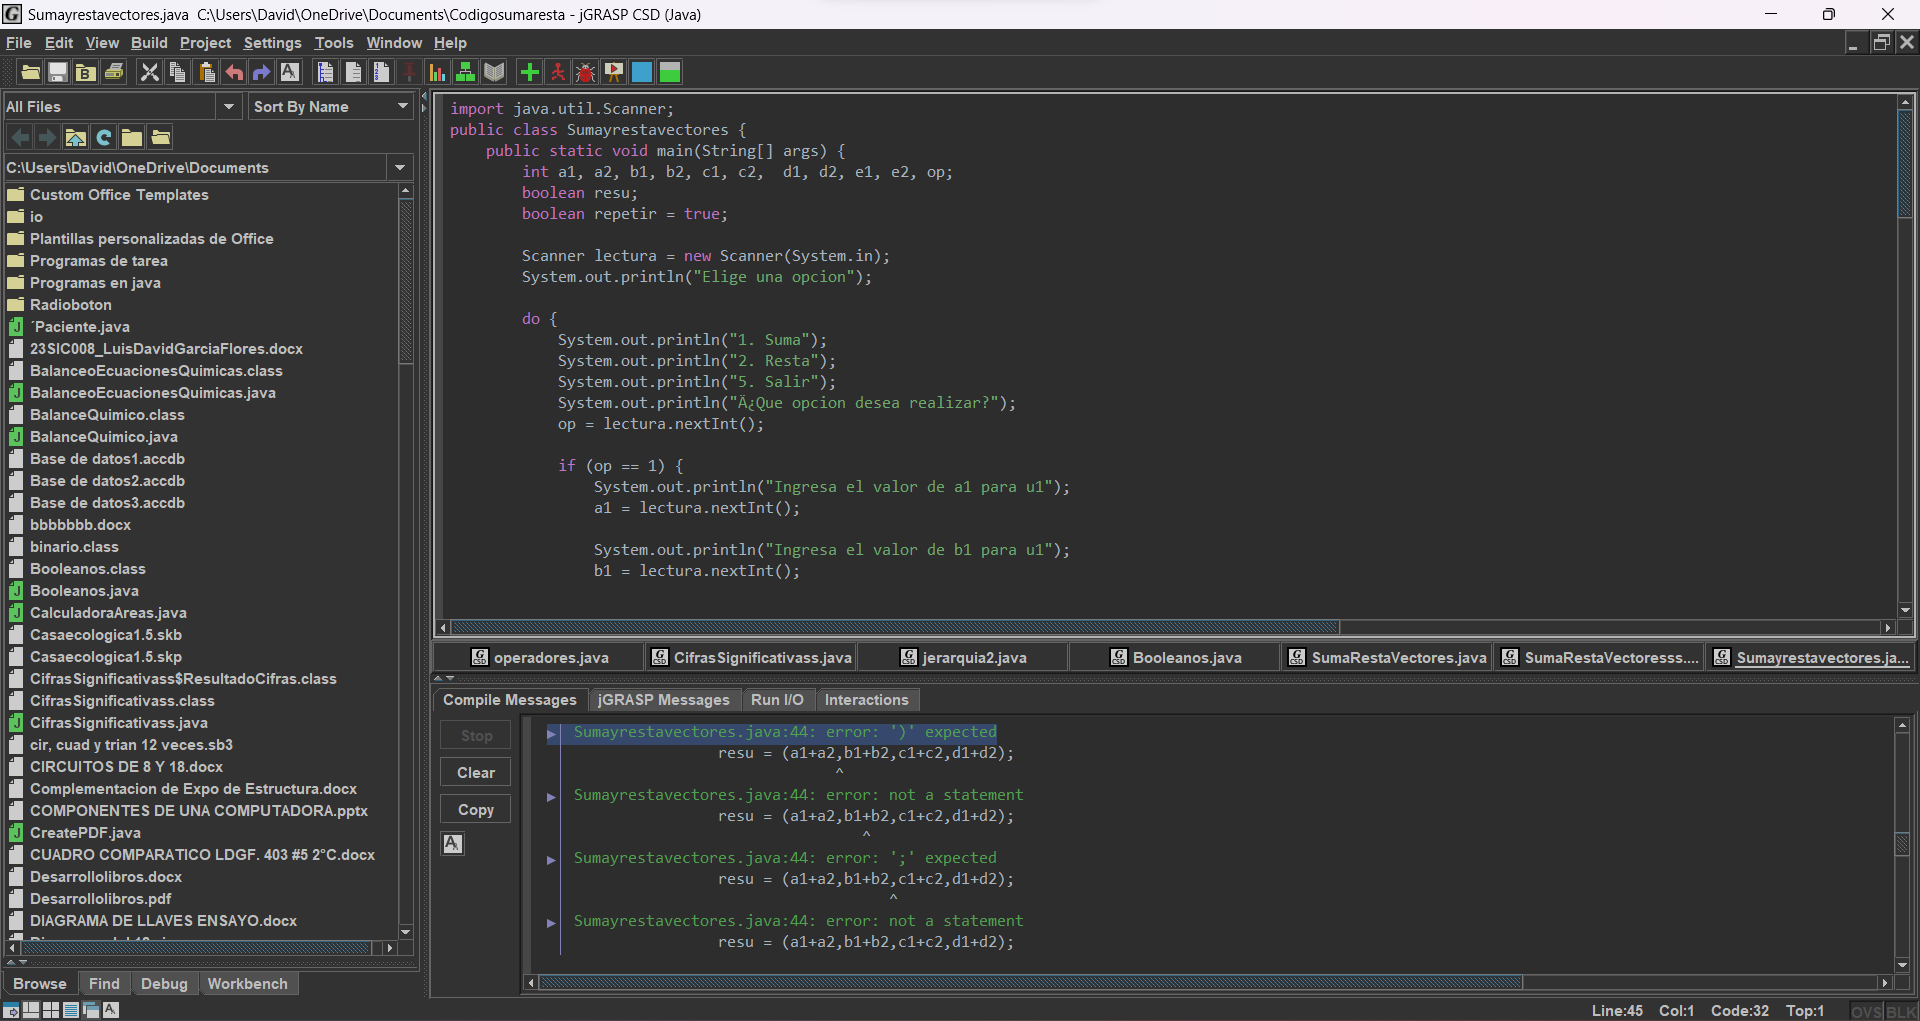 Sumayrestavectores.java  C:\Users\David\OneDrive\Documents\Codigosumaresta - jGRASP CSD (Java)
File Edit View Build Project Settings Tools Window Help
All Files
Sort By Name
C:\Users\David\OneDrive\Documents
Custom Office Templates
io
Plantillas personalizadas de Office
Programas de tarea
Programas en java
Radioboton
´Paciente.java
23SIC008_LuisDavidGarciaFlores.docx
BalanceoEcuacionesQuimicas.class
BalanceoEcuacionesQuimicas.java
BalanceQuimico.class
BalanceQuimico.java
Base de datos1.accdb
Base de datos2.accdb
Base de datos3.accdb
bbbbbbb.docx
binario.class
Booleanos.class
Booleanos.java
CalculadoraAreas.java
Casaecologica1.5.skb
Casaecologica1.5.skp
CifrasSignificativass$ResultadoCifras.class
CifrasSignificativass.class
CifrasSignificativass.java
cir, cuad y trian 12 veces.sb3
CIRCUITOS DE 8 Y 18.docx
Complementacion de Expo de Estructura.docx
COMPONENTES DE UNA COMPUTADORA.pptx
CreatePDF.java
CUADRO COMPARATICO LDGF. 403 #5 2°C.docx
Desarrollolibros.docx
Desarrollolibros.pdf
DIAGRAMA DE LLAVES ENSAYO.docx
Browse Find Debug Workbench
import java.util.Scanner;
public class Sumayrestavectores {
    public static void main(String[] args) {
        int a1, a2, b1, b2, c1, c2,  d1, d2, e1, e2, op;
        boolean resu;
        boolean repetir = true;
        Scanner lectura = new Scanner(System.in);
        System.out.println("Elige una opcion");
        do {
            System.out.println("1. Suma");
            System.out.println("2. Resta");
            System.out.println("5. Salir");
            System.out.println("Ä¿Que opcion desea realizar?");
            op = lectura.nextInt();
            if (op == 1) {
                System.out.println("Ingresa el valor de a1 para u1");
                a1 = lectura.nextInt();
                System.out.println("Ingresa el valor de b1 para u1");
                b1 = lectura.nextInt();
operadores.java CifrasSignificativass.java jerarquia2.java Booleanos.java SumaRestaVectores.java SumaRestaVectoresss.... Sumayrestavectores.ja...
Compile Messages jGRASP Messages Run I/O Interactions
Stop
Clear
Copy
Sumayrestavectores.java:44: error: ')' expected
                resu = (a1+a2,b1+b2,c1+c2,d1+d2);
                             ^
Sumayrestavectores.java:44: error: not a statement
                resu = (a1+a2,b1+b2,c1+c2,d1+d2);
                                ^
Sumayrestavectores.java:44: error: ';' expected
                resu = (a1+a2,b1+b2,c1+c2,d1+d2);
                                   ^
Sumayrestavectores.java:44: error: not a statement
                resu = (a1+a2,b1+b2,c1+c2,d1+d2);
Line:45 Col:1 Code:32 Top:1 OVS BLK